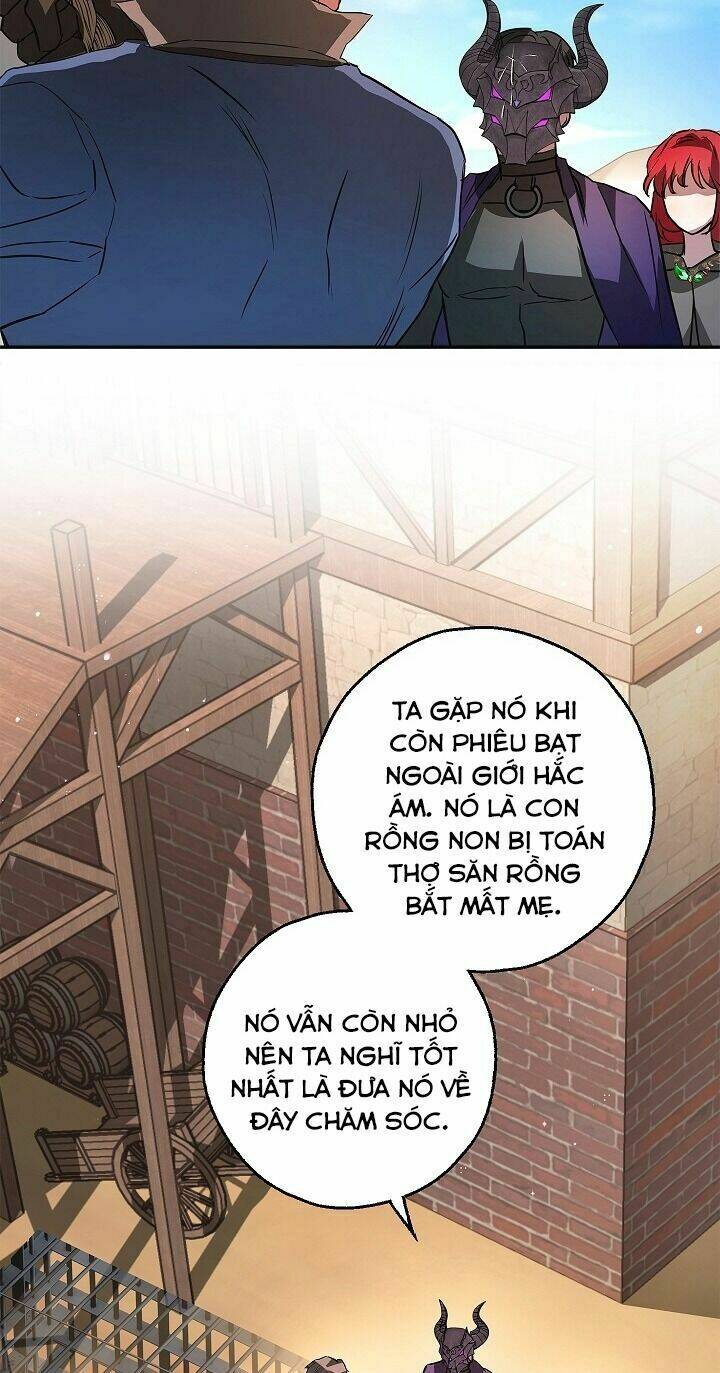 TA GẶP NÓ KHI
CÒN PHIÊU BẠT
NGOÀI GIỚI HẮC
ÁM. NÓ LÀ CON
RỒNG NON BỊ TOÁN
THỢ SĂN RỒNG
BẮT MẤT MẸ.
NÓ VẪN CÒN NHỎ
NÊN TA NGHĨ TỐT
NHẤT LÀ ĐƯA NÓ VỀ
ĐÂY CHĂM SÓC.